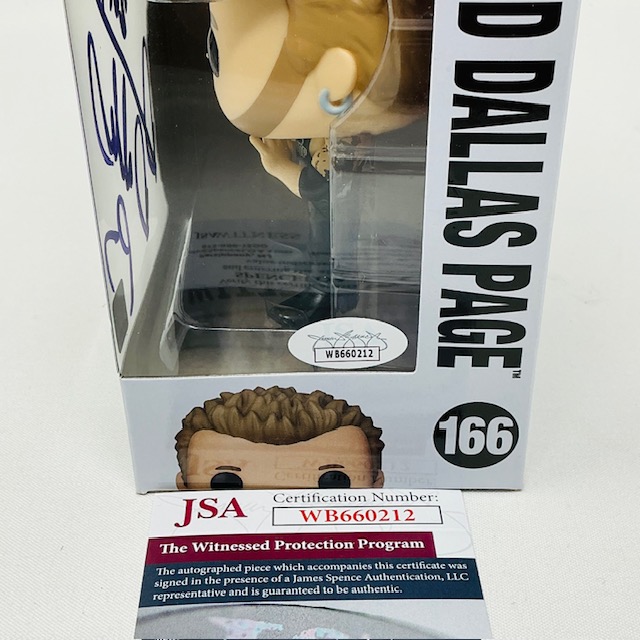 D DALLAS PAGE™
166
WB660212
JSA
Certification Number:
WB660212
The Witnessed Protection Program
The autographed piece which accompanies this certificate was
signed in the presence of a James Spence Authentication, LLC
representative and is guaranteed to be authentic.